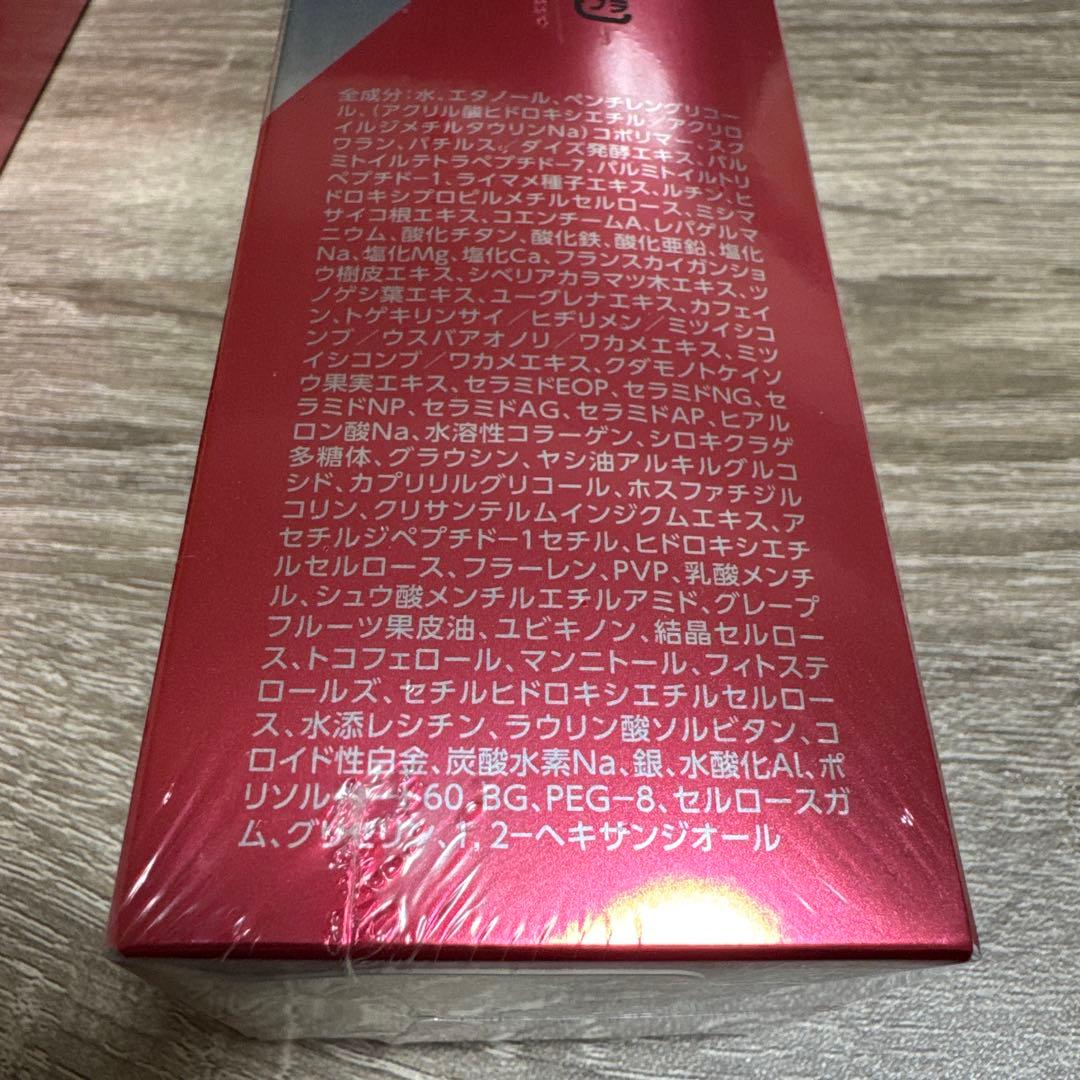 プラ
全成分:水、エタノール、ペンチレングリコー
ル、(アクリル酸ヒドロキシエチル/アクリロ
イルジメチルタウリンNa)コポリマー、スク
ワラン、バチルス/ダイズ発酵エキス、パル
ミトイルテトラペプチド-7、パルミトイルトリ
ペプチド-1、ライマメ種子エキス、ルチン、ヒ
ドロキシプロピルメチルセルロース、ミシマ
サイコ根エキス、コエンチームA、レパゲルマ
ニウム、酸化チタン、酸化鉄、酸化亜鉛、塩化
Na、塩化Mg、塩化Ca、フランスカイガンショ
ウ樹皮エキス、シベリアカラマツ木エキス、ツ
ノゲシ葉エキス、ユーグレナエキス、カフェイ
ン、トゲキリンサイ/ヒヂリメン/ミツイシコ
ンブ/ウスバアオノリ/ワカメエキス、ミツ
イシコンブ/ワカメエキス、クダモノトケイソ
ウ果実エキス、セラミドEOP、セラミドNG、セ
ラミドNP、セラミドAG、セラミドAP、ヒアル
ロン酸Na、水溶性コラーゲン、シロキクラゲ
多糖体、グラウシン、ヤシ油アルキルグルコ
シド、カプリリルグリコール、ホスファチジル
コリン、クリサンテルムインジクムエキス、ア
セチルジペプチド-1セチル、ヒドロキシエチ
ルセルロース、フラーレン、PVP、乳酸メンチ
ル、シュウ酸メンチルエチルアミド、グレープ
フルーツ果皮油、ユビキノン、結晶セルロー
ス、トコフェロール、マンニトール、フィトステ
ロールズ、セチルヒドロキシエチルセルロー
ス、水添レシチン、ラウリン酸ソルビタン、コ
ロイド性白金、炭酸水素Na、銀、水酸化Al、ポ
リソルベート60、BG、PEG-8、セルロースガ
ム、グリセリン、1,2-ヘキサンジオール